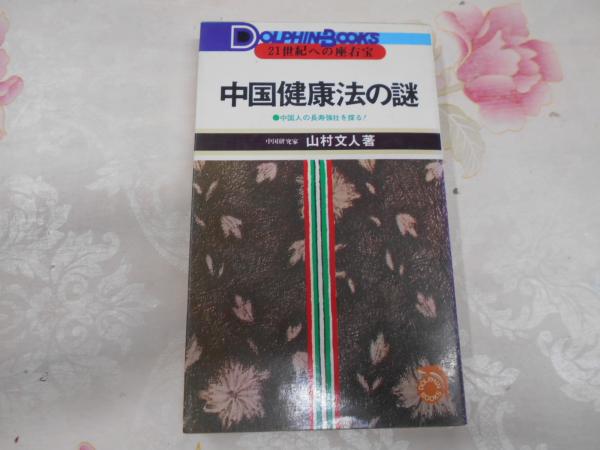 DOLPHIN-BOOKS
21世紀への座右宝
中国健康法の謎
●中国人の長寿強壮を探る!
中国研究家 山村文人著
DOLPHIN
BOOKS